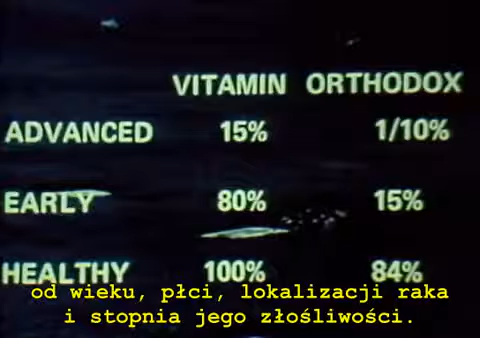 VITAMIN ORTHODOX
ADVANCED 15% 1/10%
EARLY 80% 15%
HEALTHY 100% 84%
od wieku, płci, lokalizacji raka
i stopnia jego złośliwości.